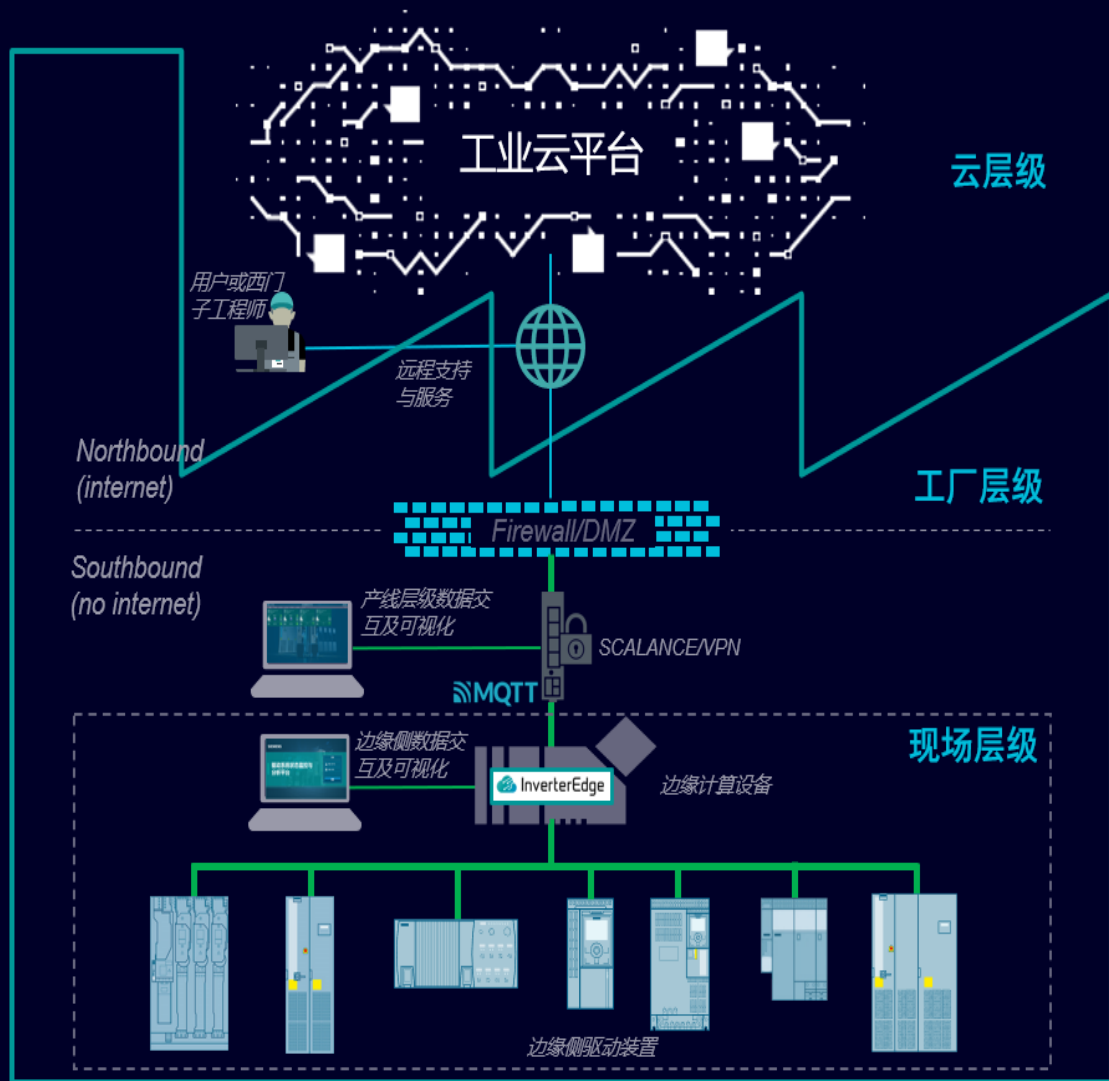 工业云平台
云层级
用户或西门
子工程师
远程支持
与服务
Northbound
(internet)
工厂层级
Firewall/DMZ
Southbound
(no internet)
产线层级数据交
互及可视化
SCALANCE/VPN
MQTT
现场层级
边缘侧数据交
互及可视化
InverterEdge
边缘计算设备
边缘侧驱动装置